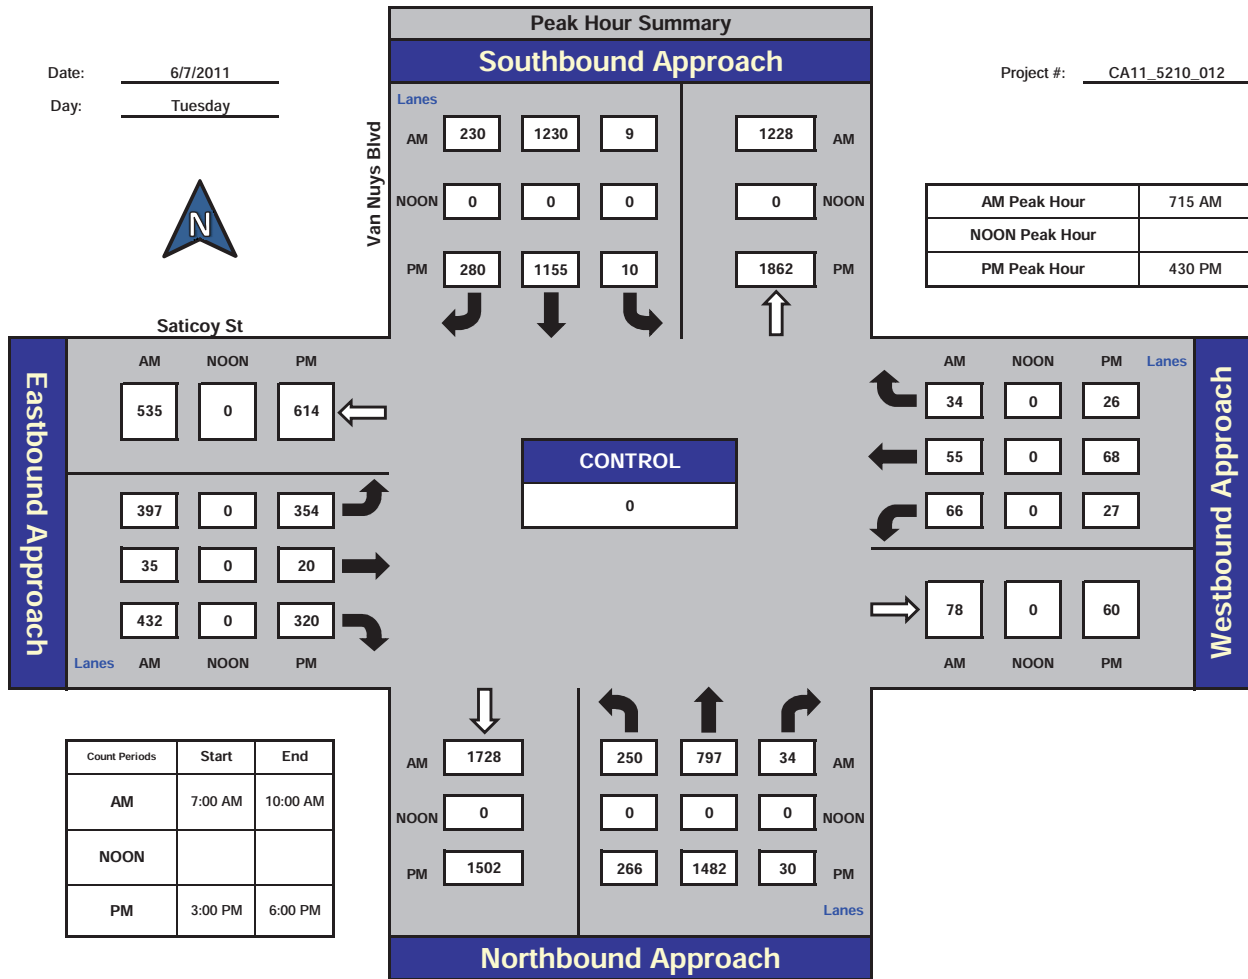 Peak Hour Summary
Southbound Approach
Date: 6/7/2011
Day: Tuesday
Project #: CA11_5210_012
Van Nuys Blvd
Lanes
AM 230 1230 9 1228 AM
NOON 0 0 0 0 NOON
PM 280 1155 10 1862 PM
N
AM Peak Hour 715 AM
NOON Peak Hour
PM Peak Hour 430 PM
Saticoy St
Eastbound Approach
AM NOON PM
535 0 614
397 0 354
35 0 20
432 0 320
Lanes AM NOON PM
CONTROL
0
AM NOON PM Lanes
34 0 26
55 0 68
66 0 27
78 0 60
AM NOON PM
Westbound Approach
Count Periods Start End
AM 7:00 AM 10:00 AM
NOON
PM 3:00 PM 6:00 PM
AM 1728 250 797 34 AM
NOON 0 0 0 0 NOON
PM 1502 266 1482 30 PM
Lanes
Northbound Approach